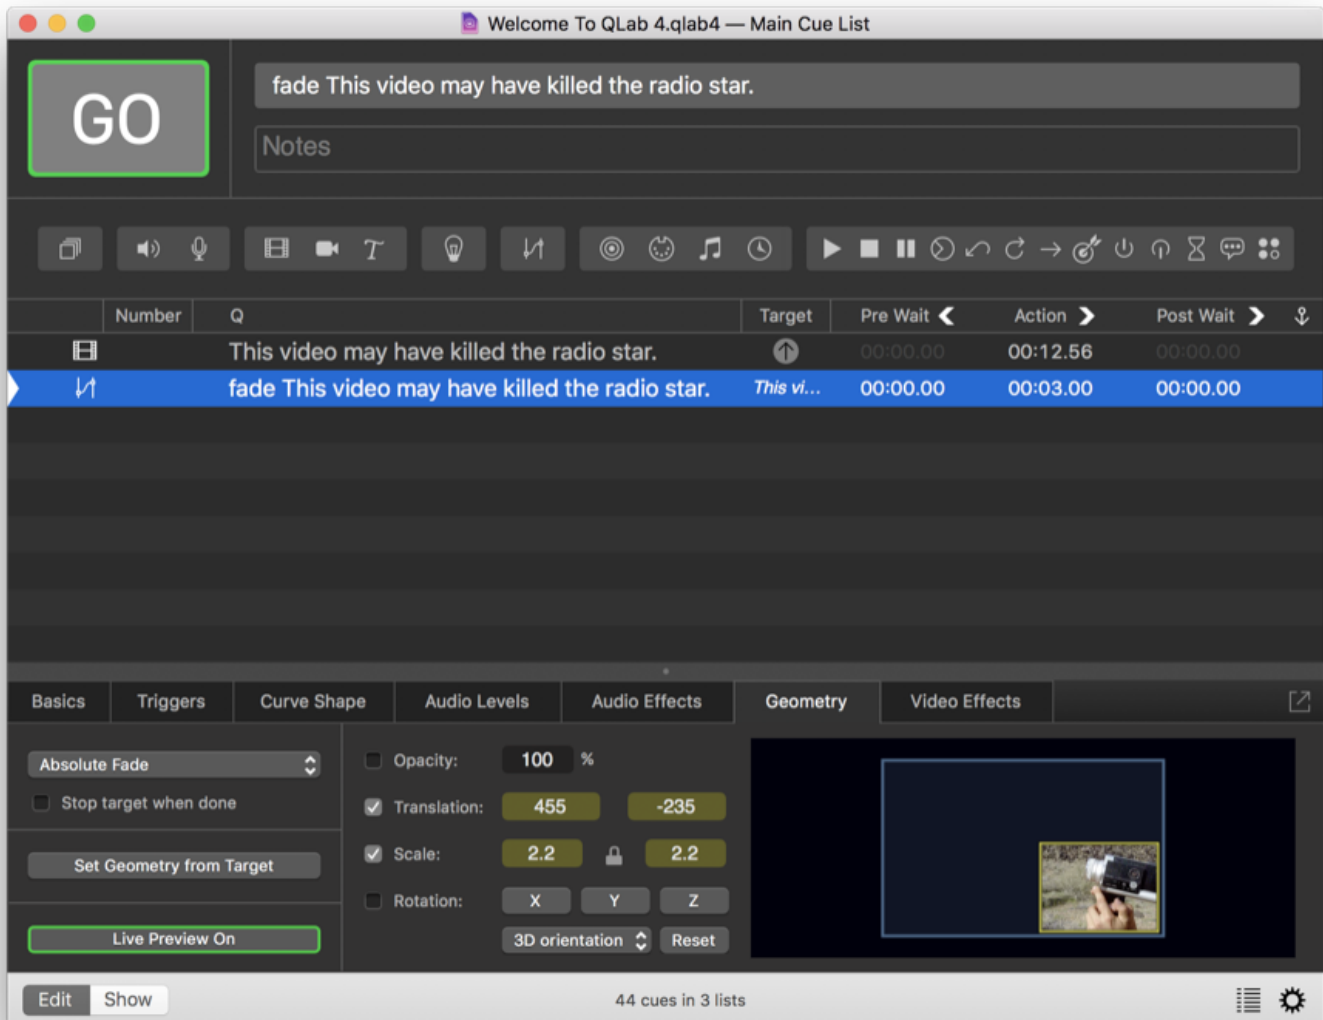 Welcome To QLab 4.qlab4 — Main Cue List
GO
fade This video may have killed the radio star.
Notes
Number Q Target Pre Wait Action Post Wait
This video may have killed the radio star. 00:00.00 00:12.56 00:00.00
fade This video may have killed the radio star. This vi... 00:00.00 00:03.00 00:00.00
Basics Triggers Curve Shape Audio Levels Audio Effects Geometry Video Effects
Absolute Fade
Stop target when done
Set Geometry from Target
Live Preview On
Opacity: 100 %
Translation: 455 -235
Scale: 2.2 2.2
Rotation: X Y Z
3D orientation Reset
Edit Show 44 cues in 3 lists